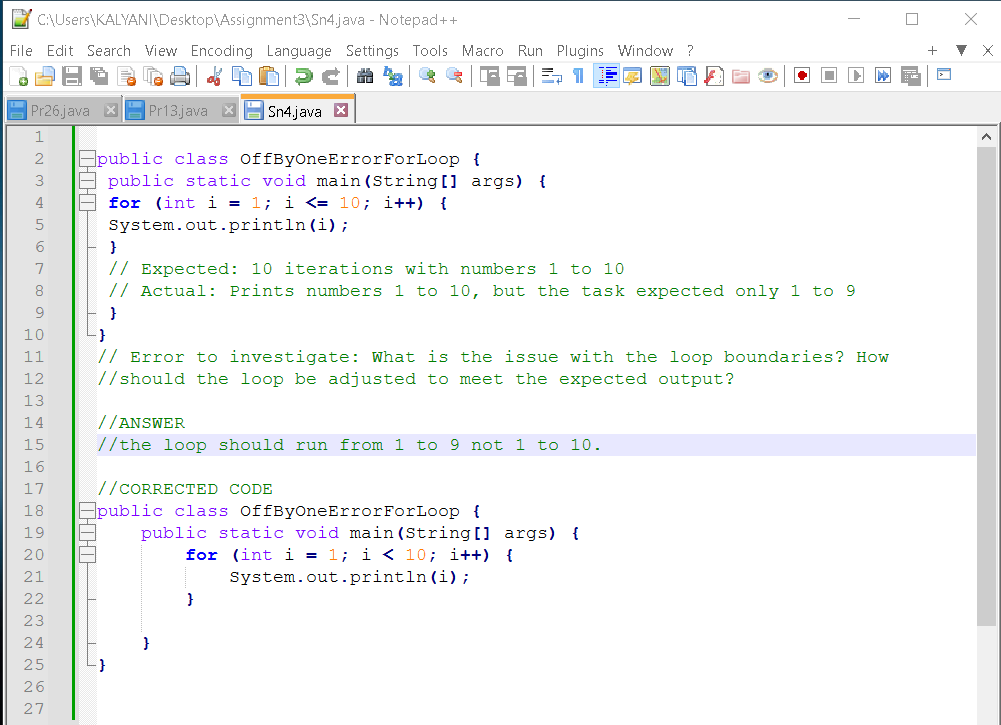 C:\Users\KALYANI\Desktop\Assignment3\Sn4.java - Notepad++
File Edit Search View Encoding Language Settings Tools Macro Run Plugins Window ? + ▼ X
Pr26.java Pr13.java Sn4.java
1
2 public class OffByOneErrorForLoop {
3 public static void main(String[] args) {
4 for (int i = 1; i <= 10; i++) {
5 System.out.println(i);
6 }
7 // Expected: 10 iterations with numbers 1 to 10
8 // Actual: Prints numbers 1 to 10, but the task expected only 1 to 9
9 }
10 }
11 // Error to investigate: What is the issue with the loop boundaries? How
12 //should the loop be adjusted to meet the expected output?
13
14 //ANSWER
15 //the loop should run from 1 to 9 not 1 to 10.
16
17 //CORRECTED CODE
18 public class OffByOneErrorForLoop {
19 public static void main(String[] args) {
20 for (int i = 1; i < 10; i++) {
21 System.out.println(i);
22 }
23
24 }
25 }
26
27